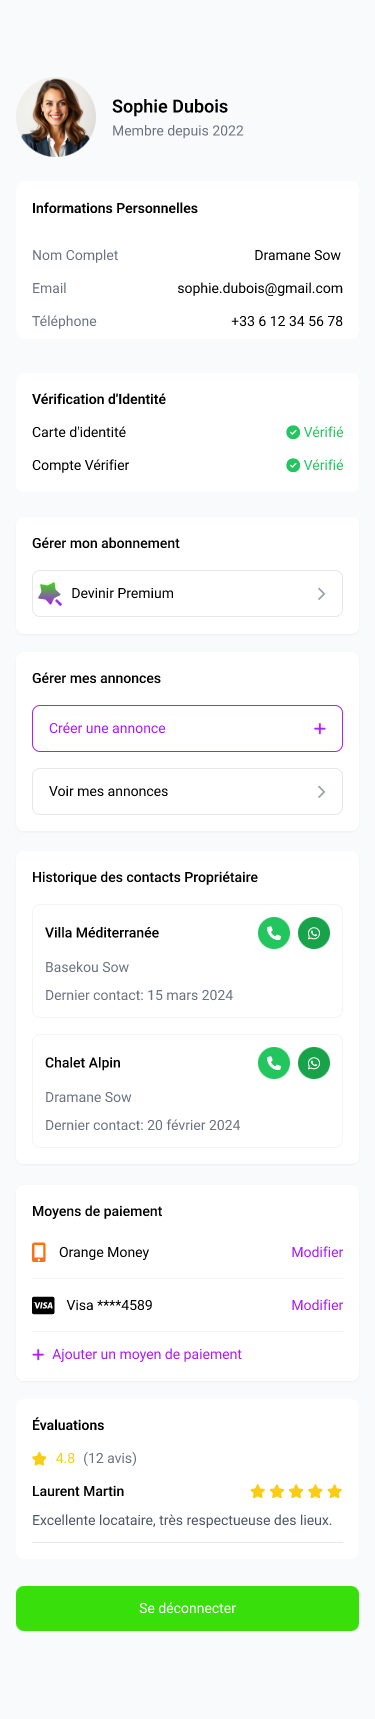 Sophie Dubois
Membre depuis 2022
Informations Personnelles
Nom Complet Dramane Sow
Email sophie.dubois@gmail.com
Téléphone +33 6 12 34 56 78
Vérification d'Identité
Carte d'identité Vérifié
Compte Vérifier Vérifié
Gérer mon abonnement
Devinir Premium
Gérer mes annonces
Créer une annonce
Voir mes annonces
Historique des contacts Propriétaire
Villa Méditerranée
Basekou Sow
Dernier contact: 15 mars 2024
Chalet Alpin
Dramane Sow
Dernier contact: 20 février 2024
Moyens de paiement
Orange Money Modifier
VISA Visa ****4589 Modifier
+ Ajouter un moyen de paiement
Évaluations
4.8 (12 avis)
Laurent Martin
Excellente locataire, très respectueuse des lieux.
Se déconnecter